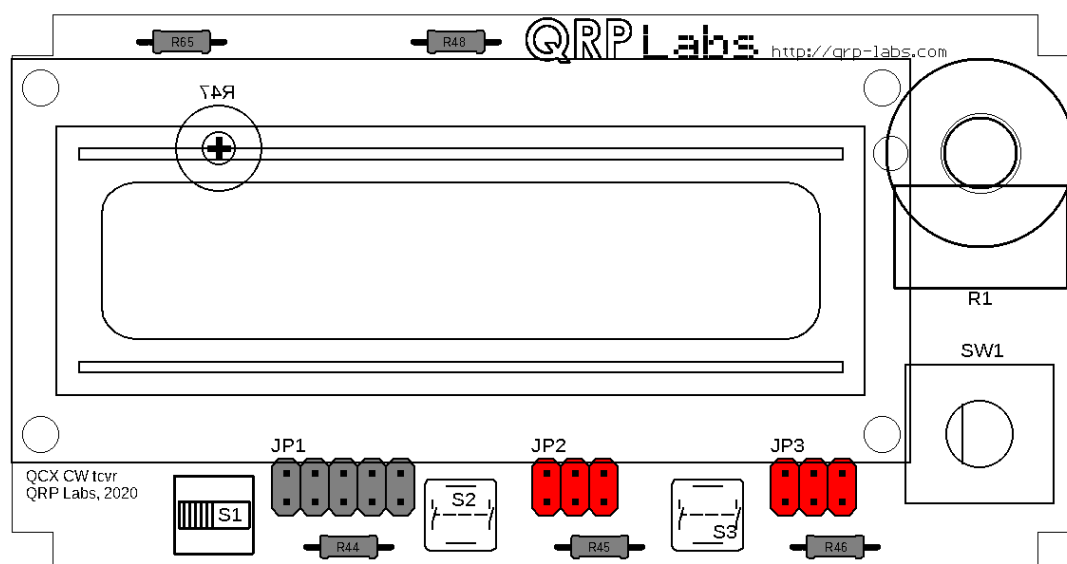 R65
R48
QRP Labs http://qrp-labs.com
R47
R1
SW1
JP1
JP2
JP3
QCX CW tcvr
QRP Labs, 2020
S1
S2
S3
R44
R45
R46